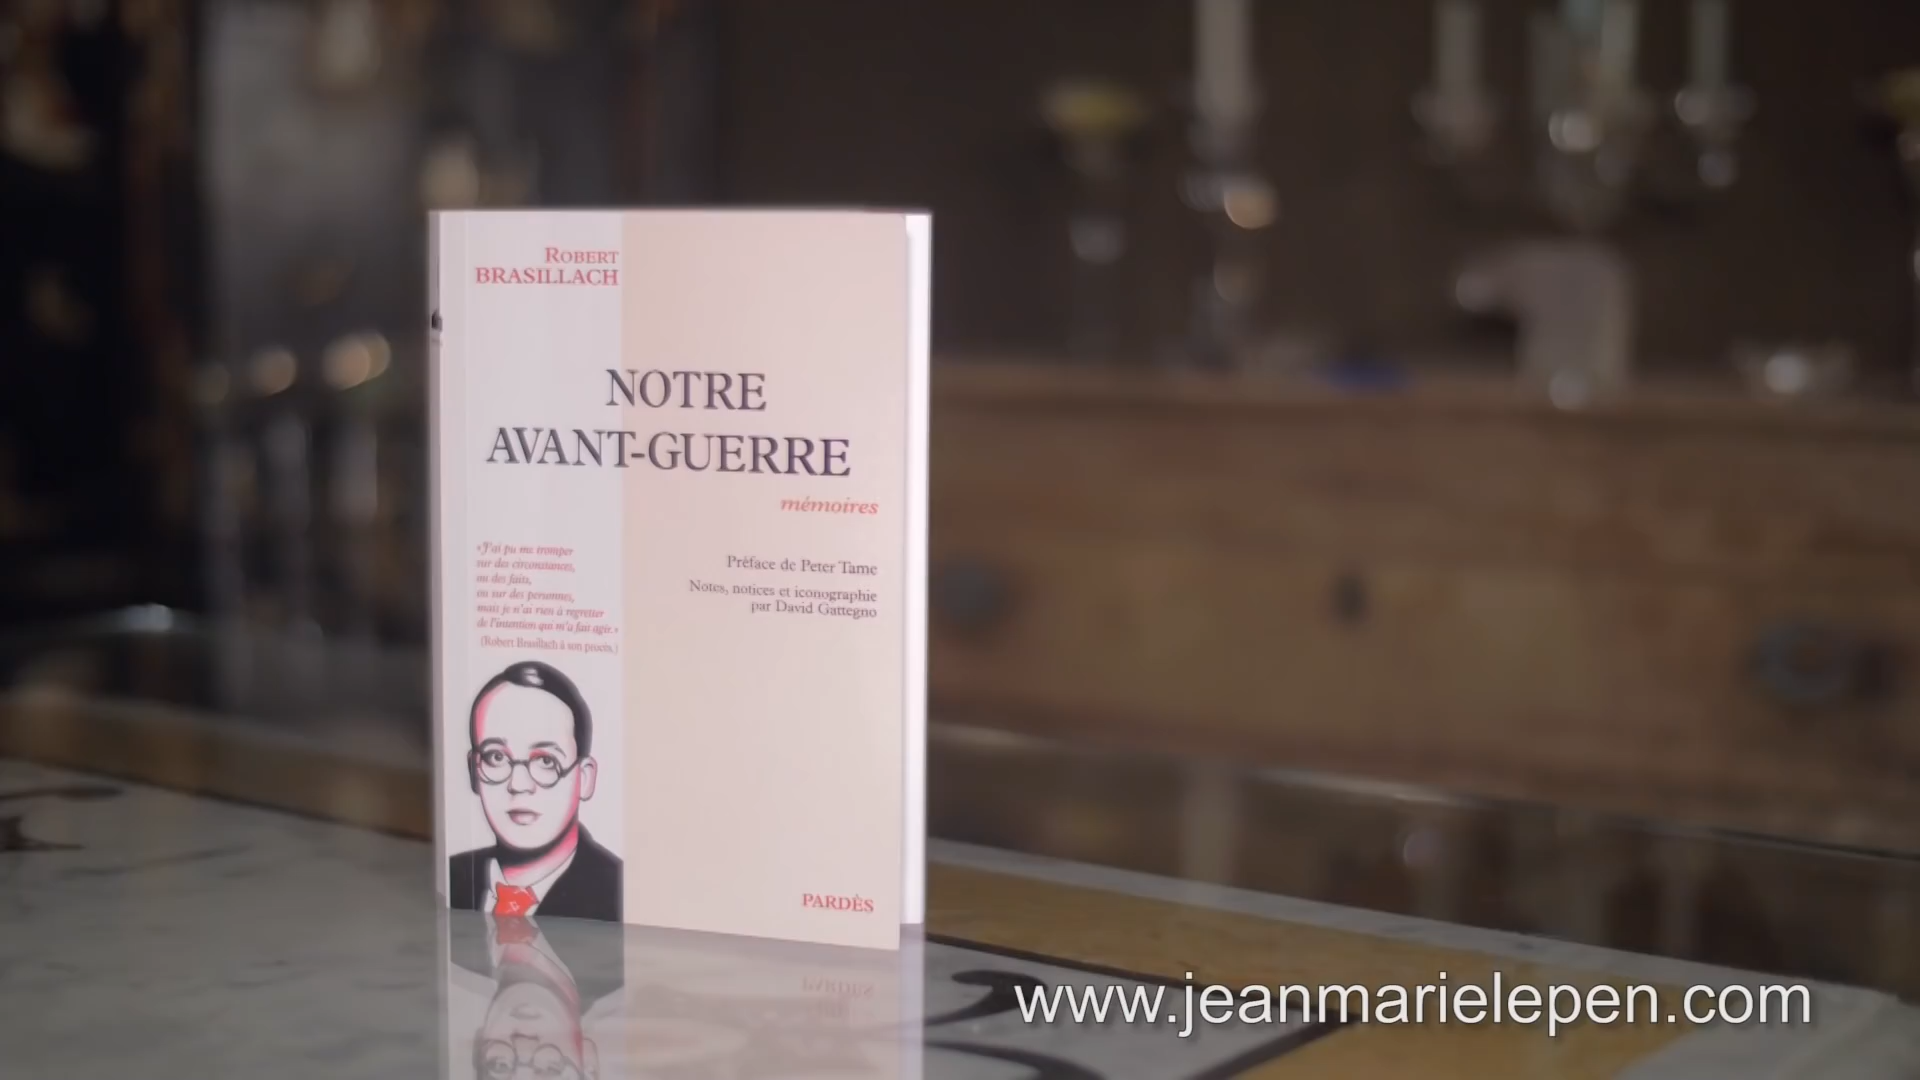 ROBERT
BRASILLACH
NOTRE
AVANT-GUERRE
mémoires
Préface de Peter Tame
Notes, notices et iconographie
par David Gattegno
«J'ai pu me tromper
sur des circonstances,
ou des faits,
ou sur des personnes,
mais je n'ai rien à regretter
de l'intention qui m'a fait agir.»
(Robert Brasillach à son procès.)
PARDÈS
www.jeanmarielepen.com